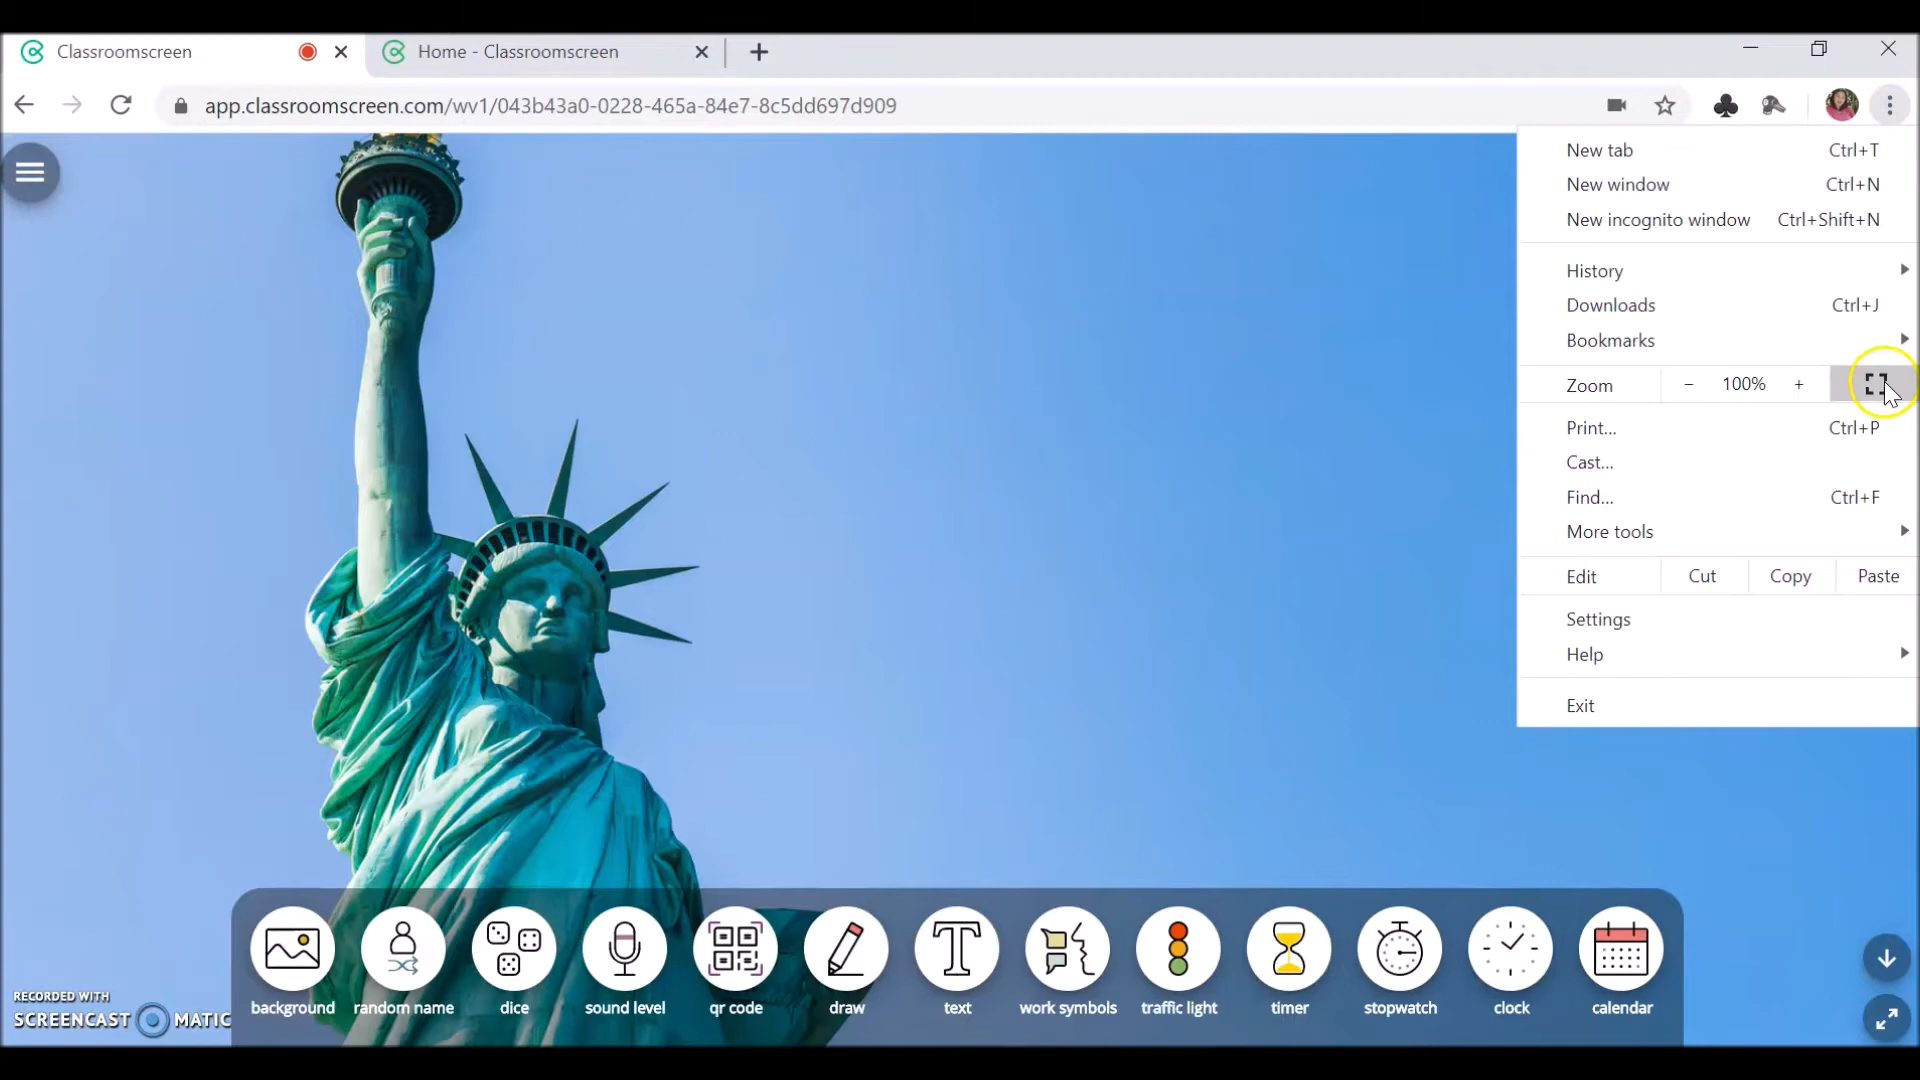 Classroomscreen
Home - Classroomscreen
app.classroomscreen.com/wv1/043b43a0-0228-465a-84e7-8c5dd697d909
New tab Ctrl+T
New window Ctrl+N
New incognito window Ctrl+Shift+N
History
Downloads Ctrl+J
Bookmarks
Zoom - 100% +
Print... Ctrl+P
Cast...
Find... Ctrl+F
More tools
Edit Cut Copy Paste
Settings
Help
Exit
background random name dice sound level qr code draw text work symbols traffic light timer stopwatch clock calendar
RECORDED WITH
SCREENCAST MATIC